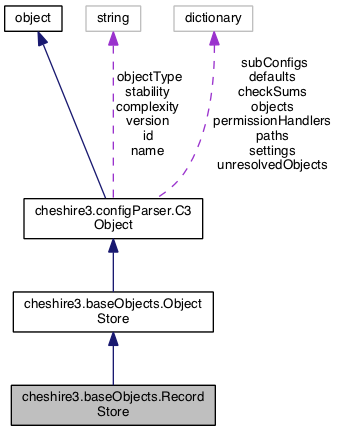 object
string
dictionary
objectType
stability
complexity
version
id
name
subConfigs
defaults
checkSums
objects
permissionHandlers
paths
settings
unresolvedObjects
cheshire3.configParser.C3
Object
cheshire3.baseObjects.Object
Store
cheshire3.baseObjects.Record
Store